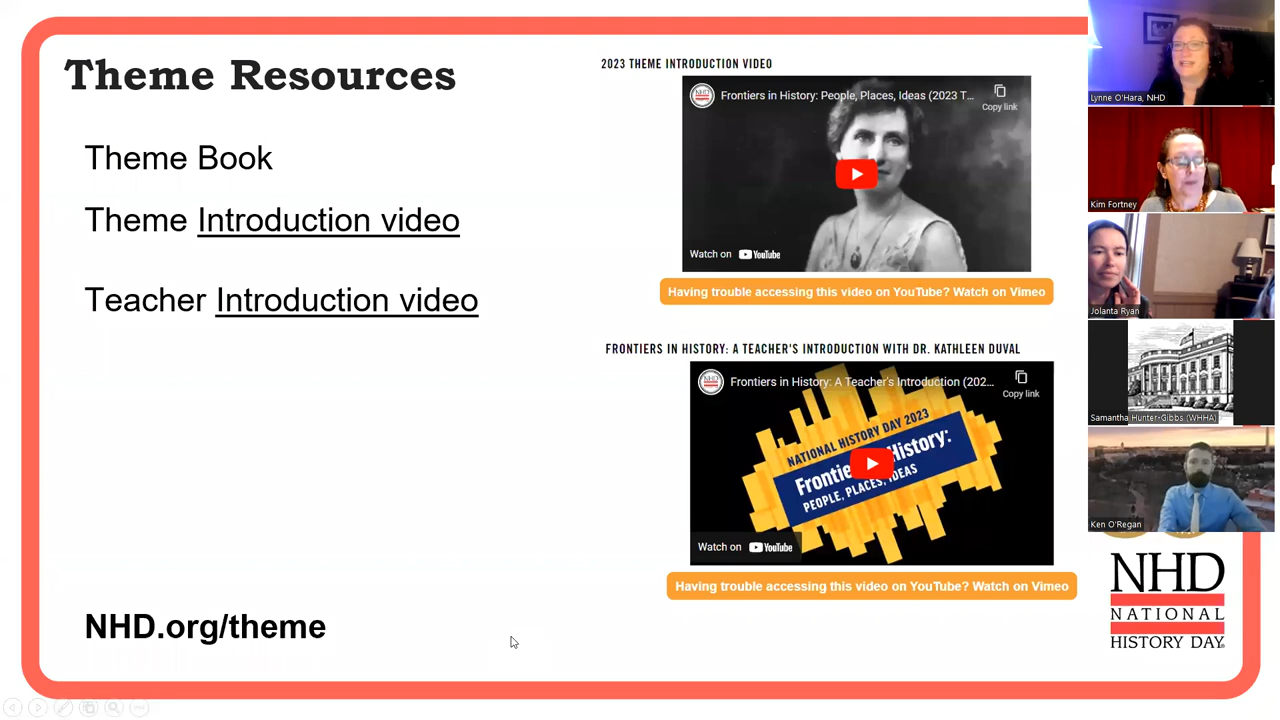 Theme Resources
Theme Book
Theme Introduction video
Teacher Introduction video
NHD.org/theme
2023 THEME INTRODUCTION VIDEO
NHD
Frontiers in History: People, Places, Ideas (2023 T...
Copy link
Watch on YouTube
Having trouble accessing this video on YouTube? Watch on Vimeo
FRONTIERS IN HISTORY: A TEACHER'S INTRODUCTION WITH DR. KATHLEEN DUVAL
NHD
Frontiers in History: A Teacher's Introduction (202...
Copy link
NATIONAL HISTORY DAY 2023
Frontie History:
PEOPLE, PLACES, IDEAS
Watch on YouTube
Having trouble accessing this video on YouTube? Watch on Vimeo
Lynne O'Hara, NHD
Kim Fortney
Jolanta Ryan
Samantha Hunter-Gibbs (WHHA)
Ken O'Regan
NHD
NATIONAL
HISTORY DAY®